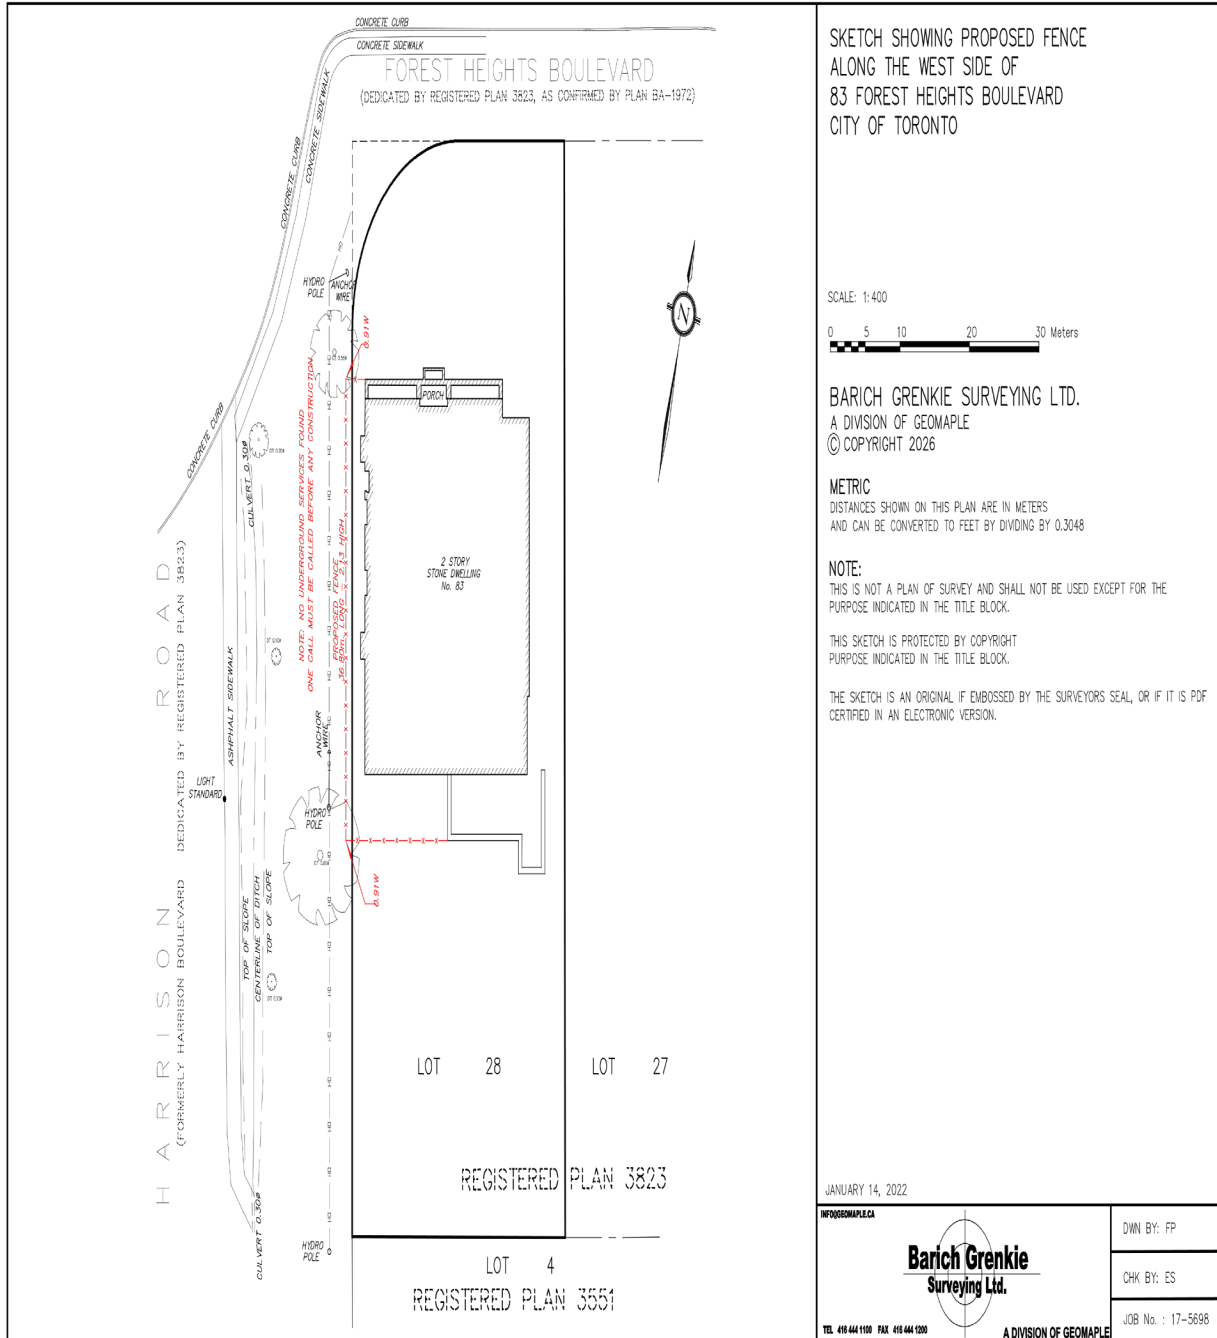 CONCRETE CURB
CONCRETE SIDEWALK
FOREST HEIGHTS BOULEVARD
(DEDICATED BY REGISTERED PLAN 3823, AS CONFIRMED BY PLAN BA-1972)
CONCRETE CURB
CONCRETE SIDEWALK
HYDRO
POLE
ANCHOR
WIRE
0.91W
CONCRETE CURB
CULVERT 0.30ø
PORCH
NOTE: NO UNDERGROUND SERVICES FOUND
ONE CALL MUST BE CALLED BEFORE ANY CONSTRUCTION
PROPOSED FENCE
36.80m LONG - 2.13 HIGH
2 STORY
STONE DWELLING
No. 83
HARRISON ROAD
(FORMERLY HARRISON BOULEVARD DEDICATED BY REGISTERED PLAN 3823)
ASHPHALT SIDEWALK
ANCHOR
WIRE
LIGHT
STANDARD
HYDRO
POLE
0.91W
TOP OF SLOPE
CENTERLINE OF DITCH
TOP OF SLOPE
LOT 28
LOT 27
REGISTERED PLAN 3823
CULVERT 0.30ø
HYDRO
POLE
LOT 4
REGISTERED PLAN 3551
N
SKETCH SHOWING PROPOSED FENCE
ALONG THE WEST SIDE OF
83 FOREST HEIGHTS BOULEVARD
CITY OF TORONTO
SCALE: 1:400
0 5 10 20 30 Meters
BARICH GRENKIE SURVEYING LTD.
A DIVISION OF GEOMAPLE
© COPYRIGHT 2026
METRIC
DISTANCES SHOWN ON THIS PLAN ARE IN METERS
AND CAN BE CONVERTED TO FEET BY DIVIDING BY 0.3048
NOTE:
THIS IS NOT A PLAN OF SURVEY AND SHALL NOT BE USED EXCEPT FOR THE
PURPOSE INDICATED IN THE TITLE BLOCK.
THIS SKETCH IS PROTECTED BY COPYRIGHT
PURPOSE INDICATED IN THE TITLE BLOCK.
THE SKETCH IS AN ORIGINAL IF EMBOSSED BY THE SURVEYORS SEAL, OR IF IT IS PDF
CERTIFIED IN AN ELECTRONIC VERSION.
JANUARY 14, 2022
INFO@GEOMAPLE.CA
Barich Grenkie
Surveying Ltd.
TEL 416 444 1100 FAX 416 444 1200
A DIVISION OF GEOMAPLE
DWN BY: FP
CHK BY: ES
JOB No. : 17-5698